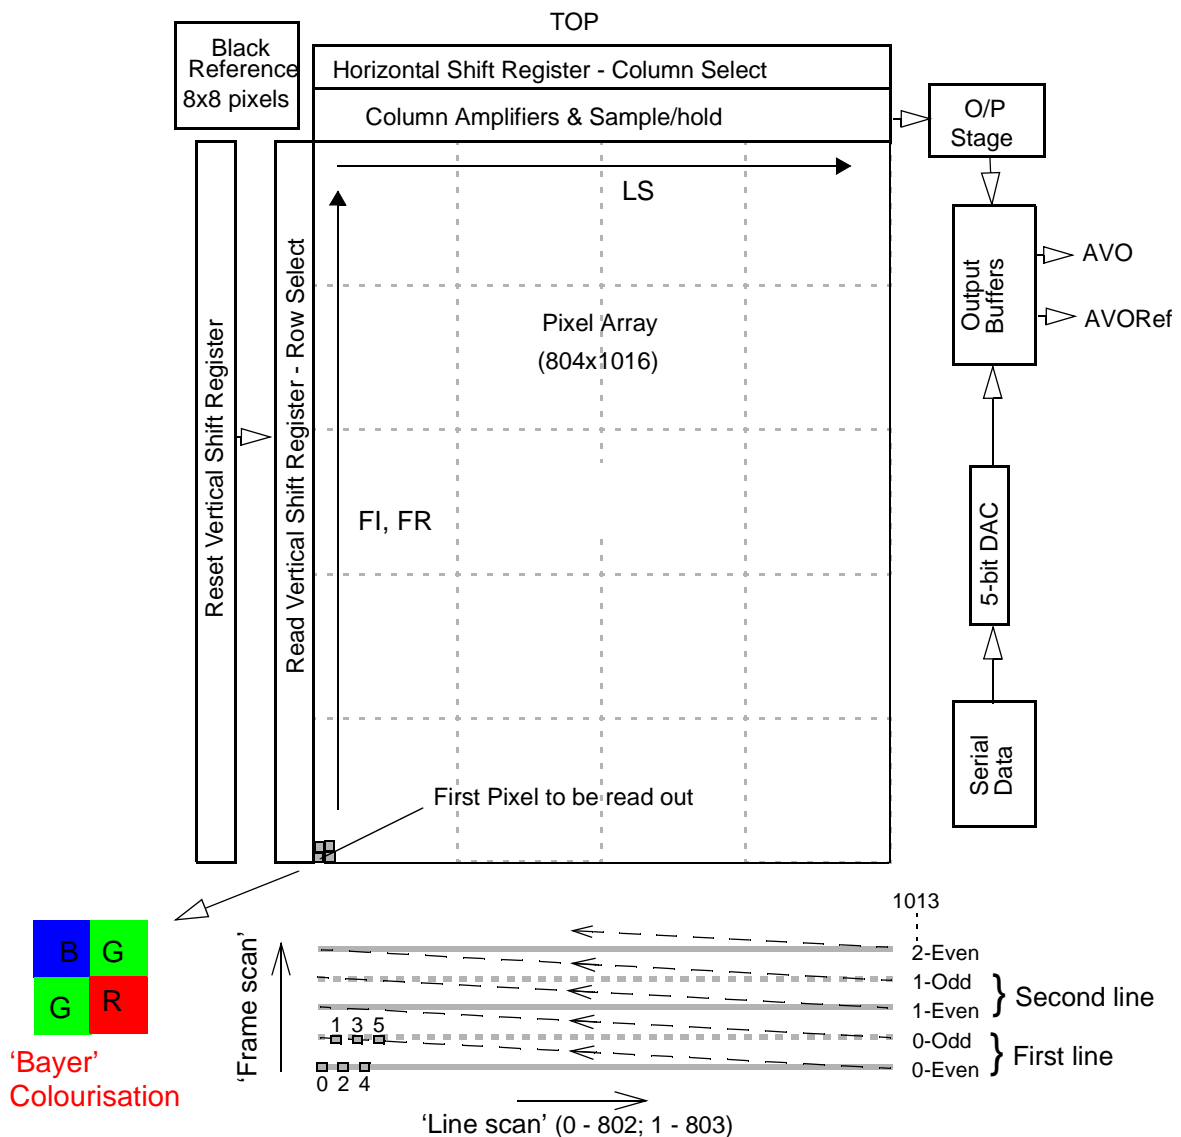 TOP
Black
Reference
8x8 pixels
Horizontal Shift Register - Column Select
Column Amplifiers & Sample/hold
O/P
Stage
LS
Reset Vertical Shift Register
Read Vertical Shift Register - Row Select
Pixel Array
(804x1016)
Output
Buffers
AVO
AVORef
FI, FR
5-bit DAC
Serial
Data
First Pixel to be read out
B G
G R
'Bayer'
Colourisation
'Frame scan'
1013
2-Even
1-Odd
1-Even
Second line
1 3 5
0-Odd
0-Even
First line
0 2 4
'Line scan' (0 - 802; 1 - 803)